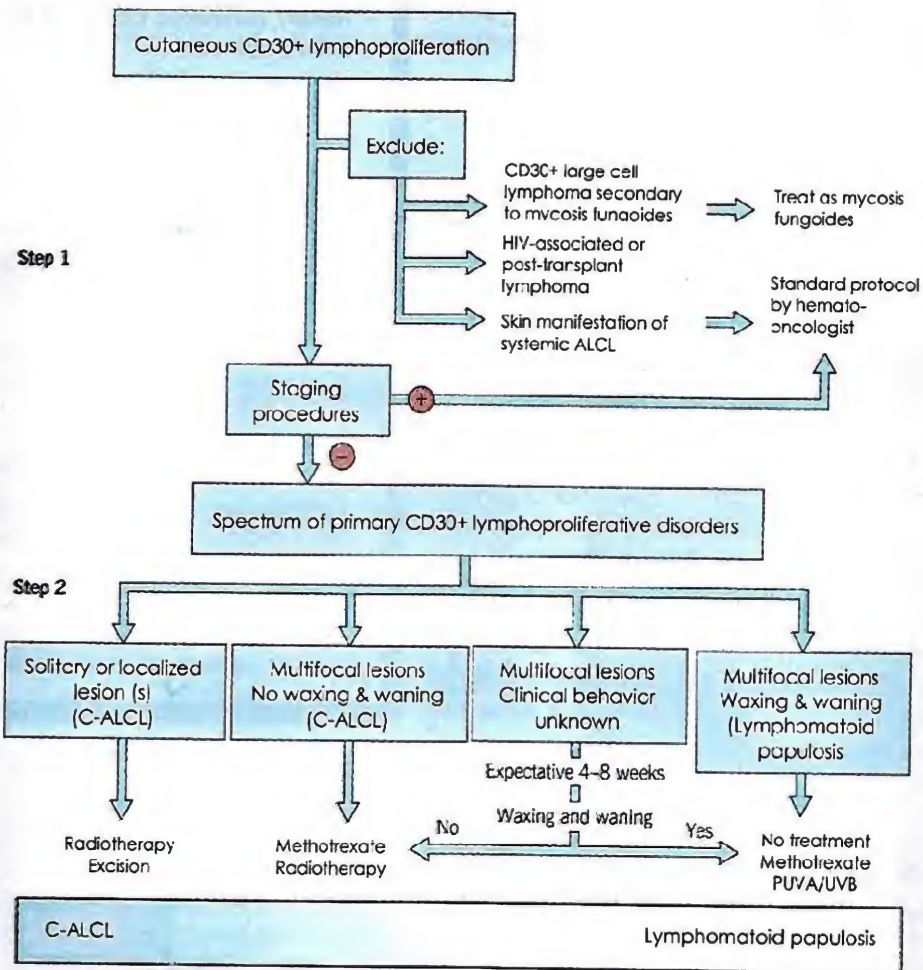 Cutaneous CD30+ lymphoproliferation
Exclude:
CD30+ large cell
lymphoma secondary
to mycosis funaoides
Treat as mycosis
fungoides
Step 1
HIV-associated or
post-transplant
lymphoma
Standard protocol
by hemato-
oncologist
Skin manifestation of
systemic ALCL
Staging
procedures
+
−
Spectrum of primary CD30+ lymphoproliferative disorders
Step 2
Solitary or localized
lesion (s)
(C-ALCL)
Multifocal lesions
No waxing & waning
(C-ALCL)
Multifocal lesions
Clinical behavior
unknown
Multifocal lesions
Waxing & waning
(Lymphomatoid
papulosis
Expectative 4–8 weeks
Waxing and waning
No
Yes
Radiotherapy
Excision
Methotrexate
Radiotherapy
No treatment
Methotrexate
PUVA/UVB
C-ALCL
Lymphomatoid papulosis